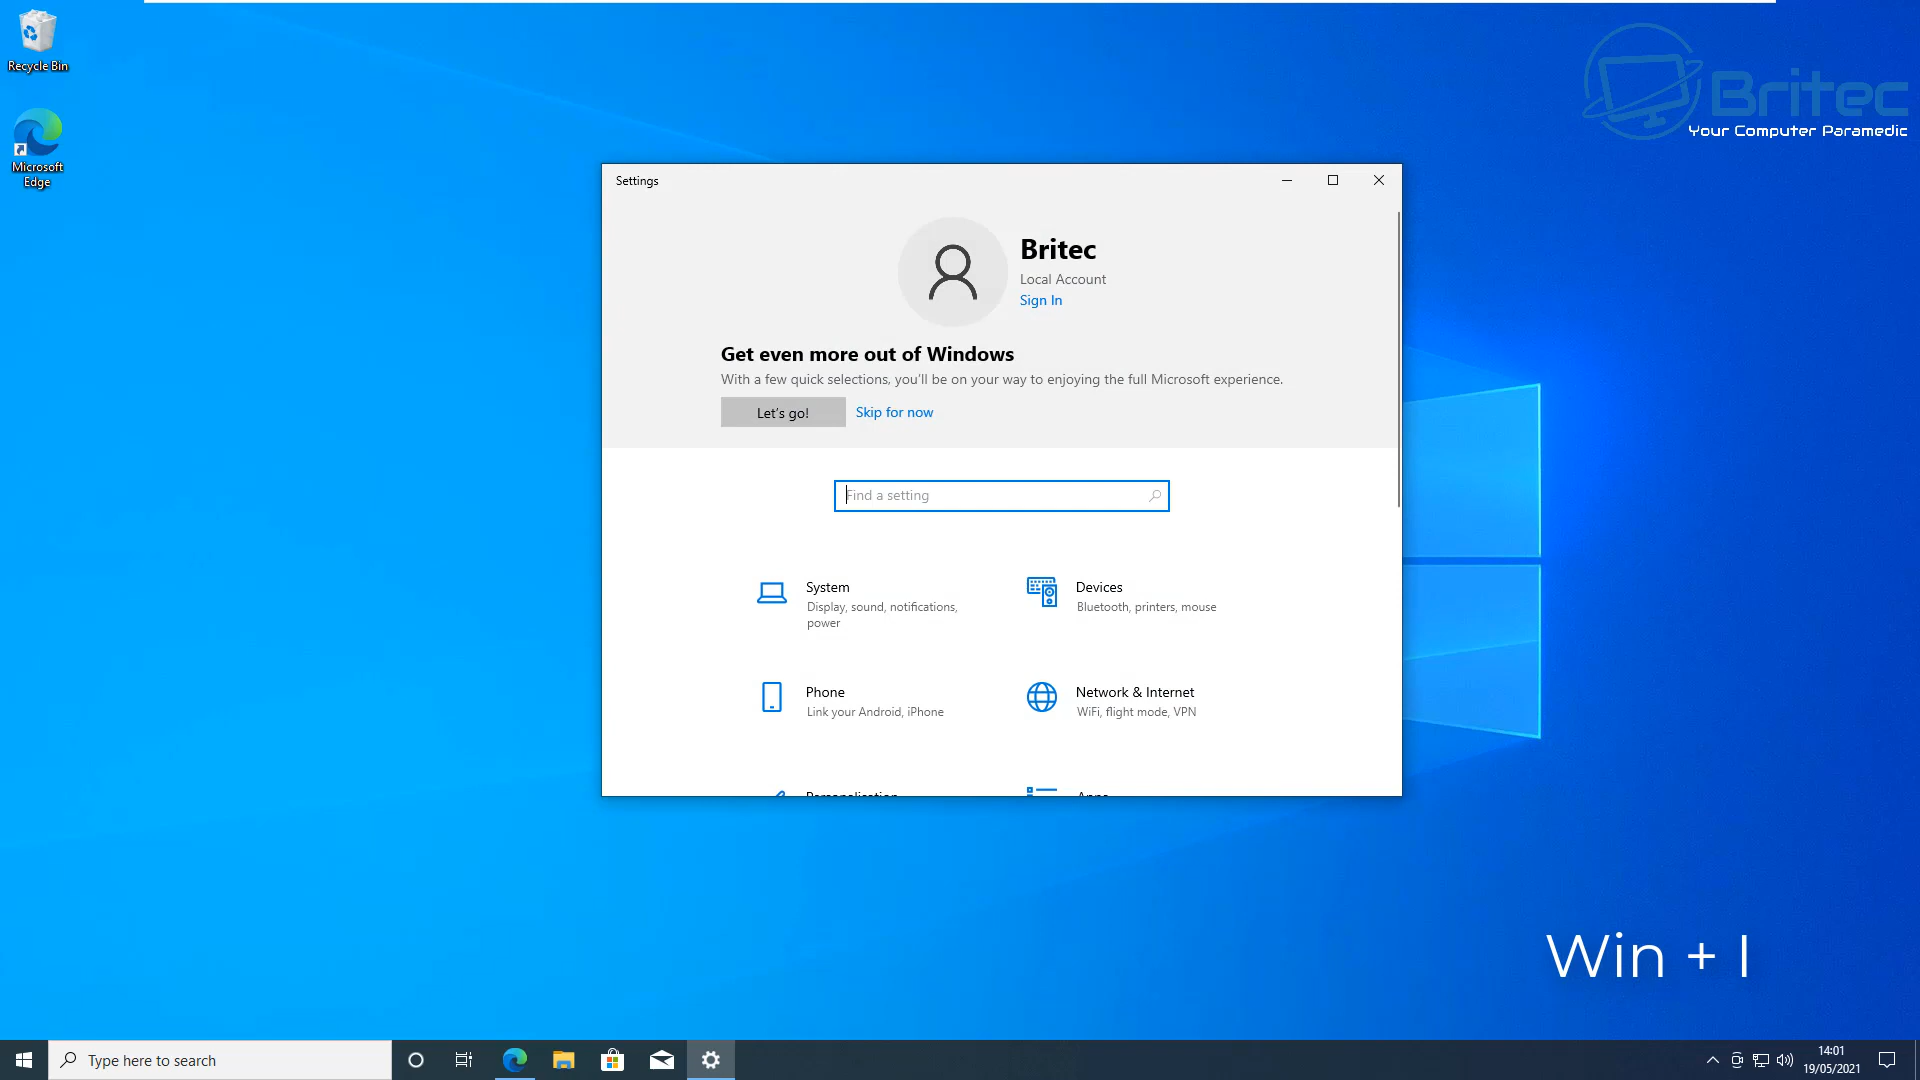 Recycle Bin
Microsoft
Edge
Britec
Your Computer Paramedic
Settings
Britec
Local Account
Sign In
Get even more out of Windows
With a few quick selections, you'll be on your way to enjoying the full Microsoft experience.
Let's go!
Skip for now
Find a setting
System
Display, sound, notifications,
power
Devices
Bluetooth, printers, mouse
Phone
Link your Android, iPhone
Network & Internet
WiFi, flight mode, VPN
Personalisation
Apps
Win + I
Type here to search
14:01
19/05/2021